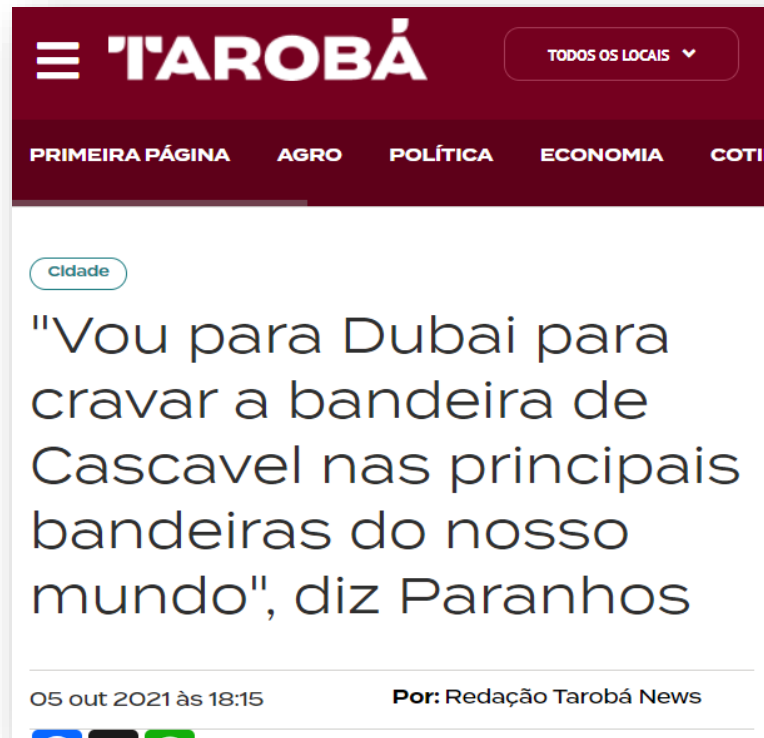 TAROBÁ
TODOS OS LOCAIS
PRIMEIRA PÁGINA AGRO POLÍTICA ECONOMIA COTI
Cidade
"Vou para Dubai para
cravar a bandeira de
Cascavel nas principais
bandeiras do nosso
mundo", diz Paranhos
05 out 2021 às 18:15 Por: Redação Tarobá News